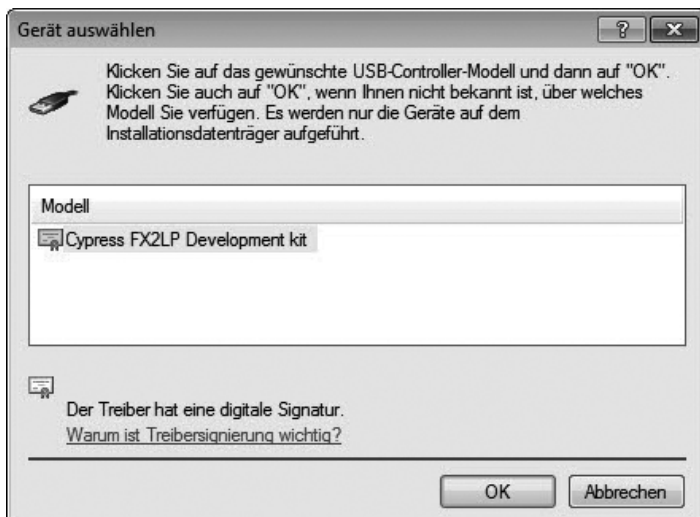 Gerät auswählen
Klicken Sie auf das gewünschte USB-Controller-Modell und dann auf "OK".
Klicken Sie auch auf "OK", wenn Ihnen nicht bekannt ist, über welches
Modell Sie verfügen. Es werden nur die Geräte auf dem
Installationsdatenträger aufgeführt.
Modell
Cypress FX2LP Development kit
Der Treiber hat eine digitale Signatur.
Warum ist Treibersignierung wichtig?
OK
Abbrechen